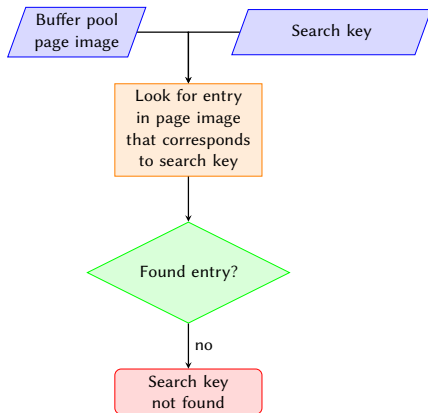 Buffer pool
page image
Search key
Look for entry
in page image
that corresponds
to search key
Found entry?
no
Search key
not found